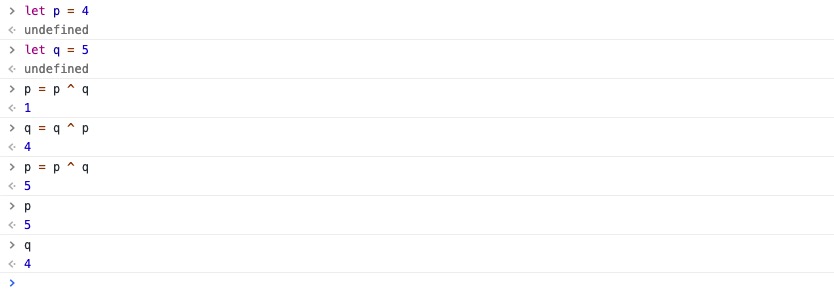 > let p = 4
<· undefined
> let q = 5
<· undefined
> p = p ^ q
<· 1
> q = q ^ p
<· 4
> p = p ^ q
<· 5
> p
<· 5
> q
<· 4
>